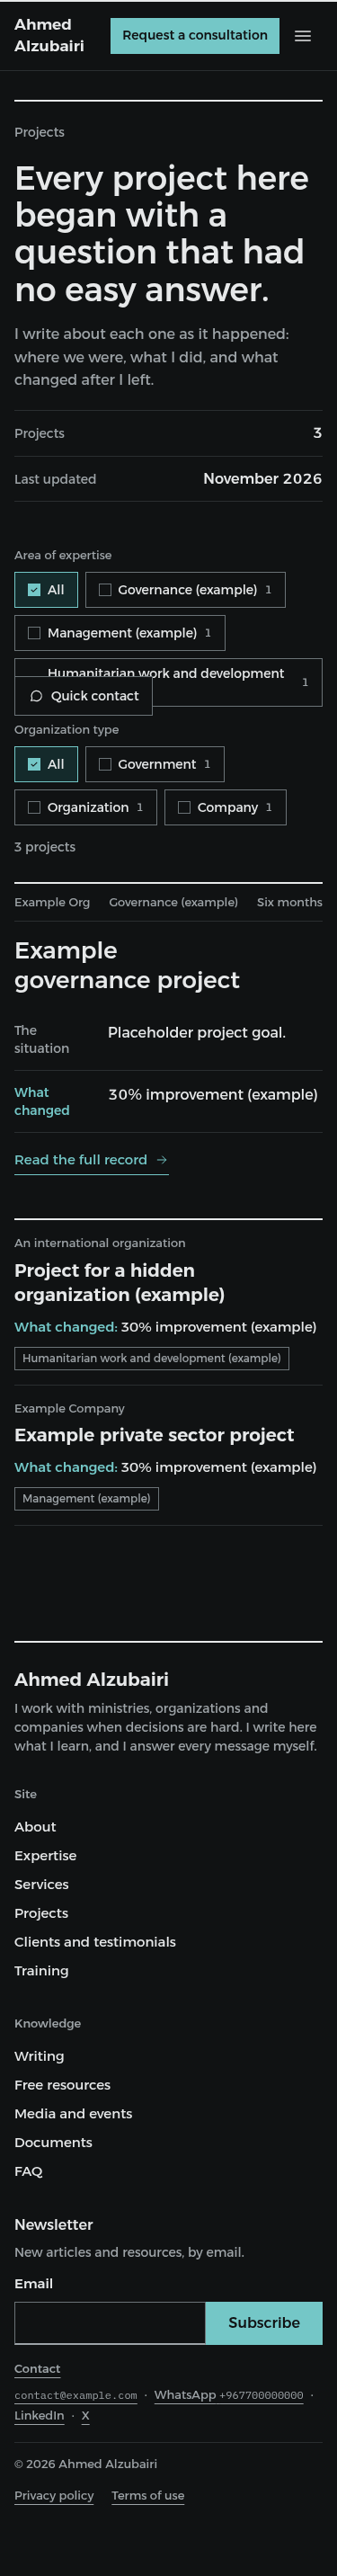 Ahmed
Alzubairi
Request a consultation
Projects
Every project here
began with a
question that had
no easy answer.
I write about each one as it happened:
where we were, what I did, and what
changed after I left.
Projects 3
Last updated November 2026
Area of expertise
All Governance (example) 1
Management (example) 1
Humanitarian work and development 1
Quick contact
Organization type
All Government 1
Organization 1 Company 1
3 projects
Example Org Governance (example) Six months
Example
governance project
The
situation
Placeholder project goal.
What
changed
30% improvement (example)
Read the full record →
An international organization
Project for a hidden
organization (example)
What changed: 30% improvement (example)
Humanitarian work and development (example)
Example Company
Example private sector project
What changed: 30% improvement (example)
Management (example)
Ahmed Alzubairi
I work with ministries, organizations and
companies when decisions are hard. I write here
what I learn, and I answer every message myself.
Site
About
Expertise
Services
Projects
Clients and testimonials
Training
Knowledge
Writing
Free resources
Media and events
Documents
FAQ
Newsletter
New articles and resources, by email.
Email
Subscribe
Contact
contact@example.com · WhatsApp +967700000000 ·
LinkedIn · X
© 2026 Ahmed Alzubairi
Privacy policy Terms of use